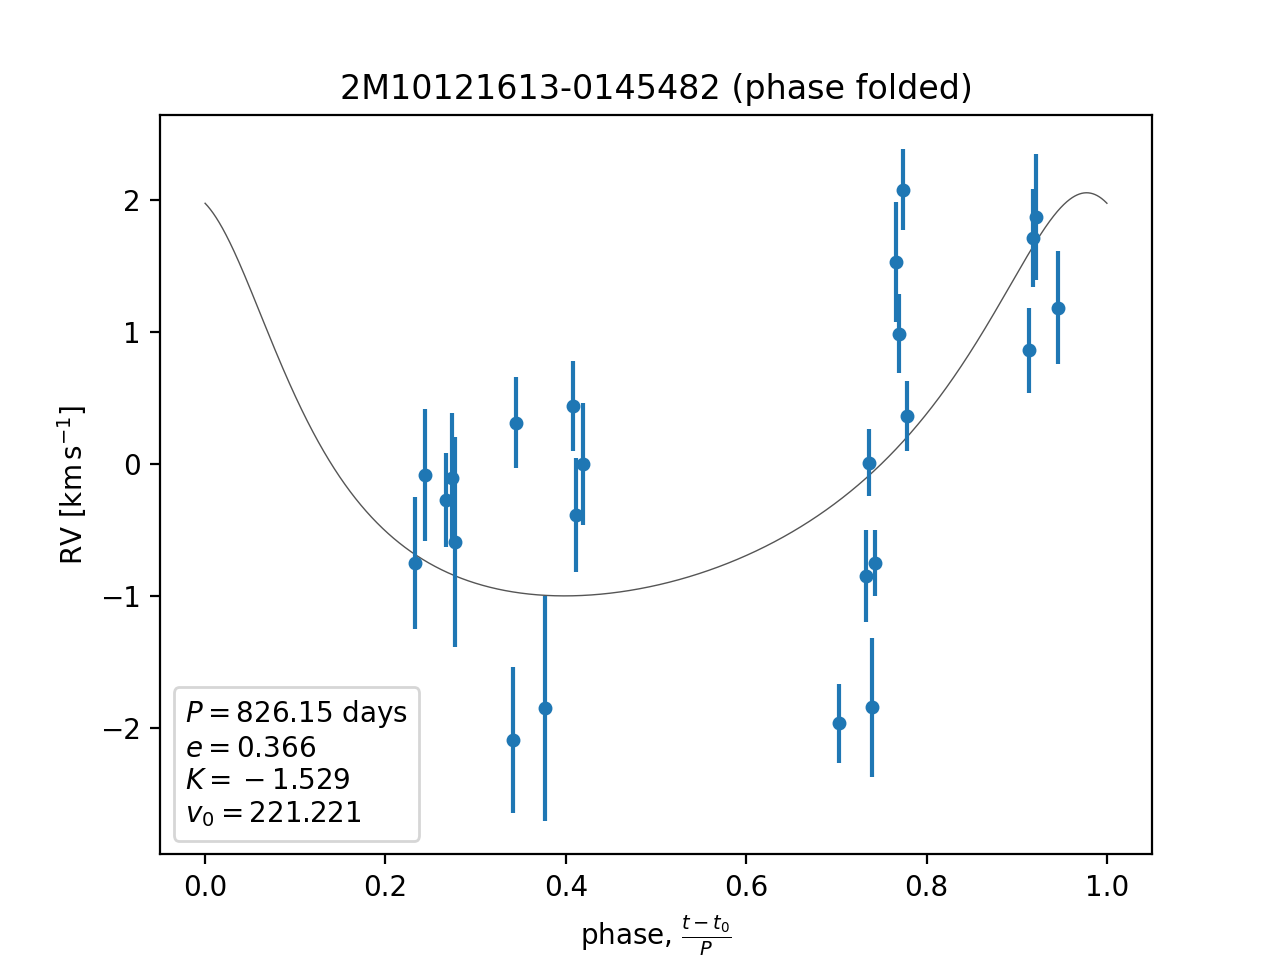 2M10121613-0145482 (phase folded)
RV [km s⁻¹]
2
1
0
−1
−2
P = 826.15 days
e = 0.366
K = −1.529
v₀ = 221.221
0.0 0.2 0.4 0.6 0.8 1.0
phase, (t − t₀)/P